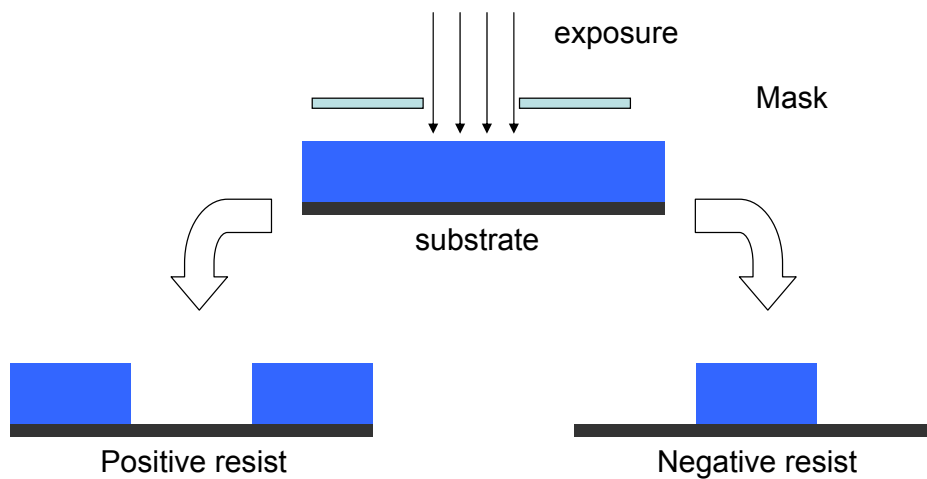 exposure
Mask
substrate
Positive resist
Negative resist